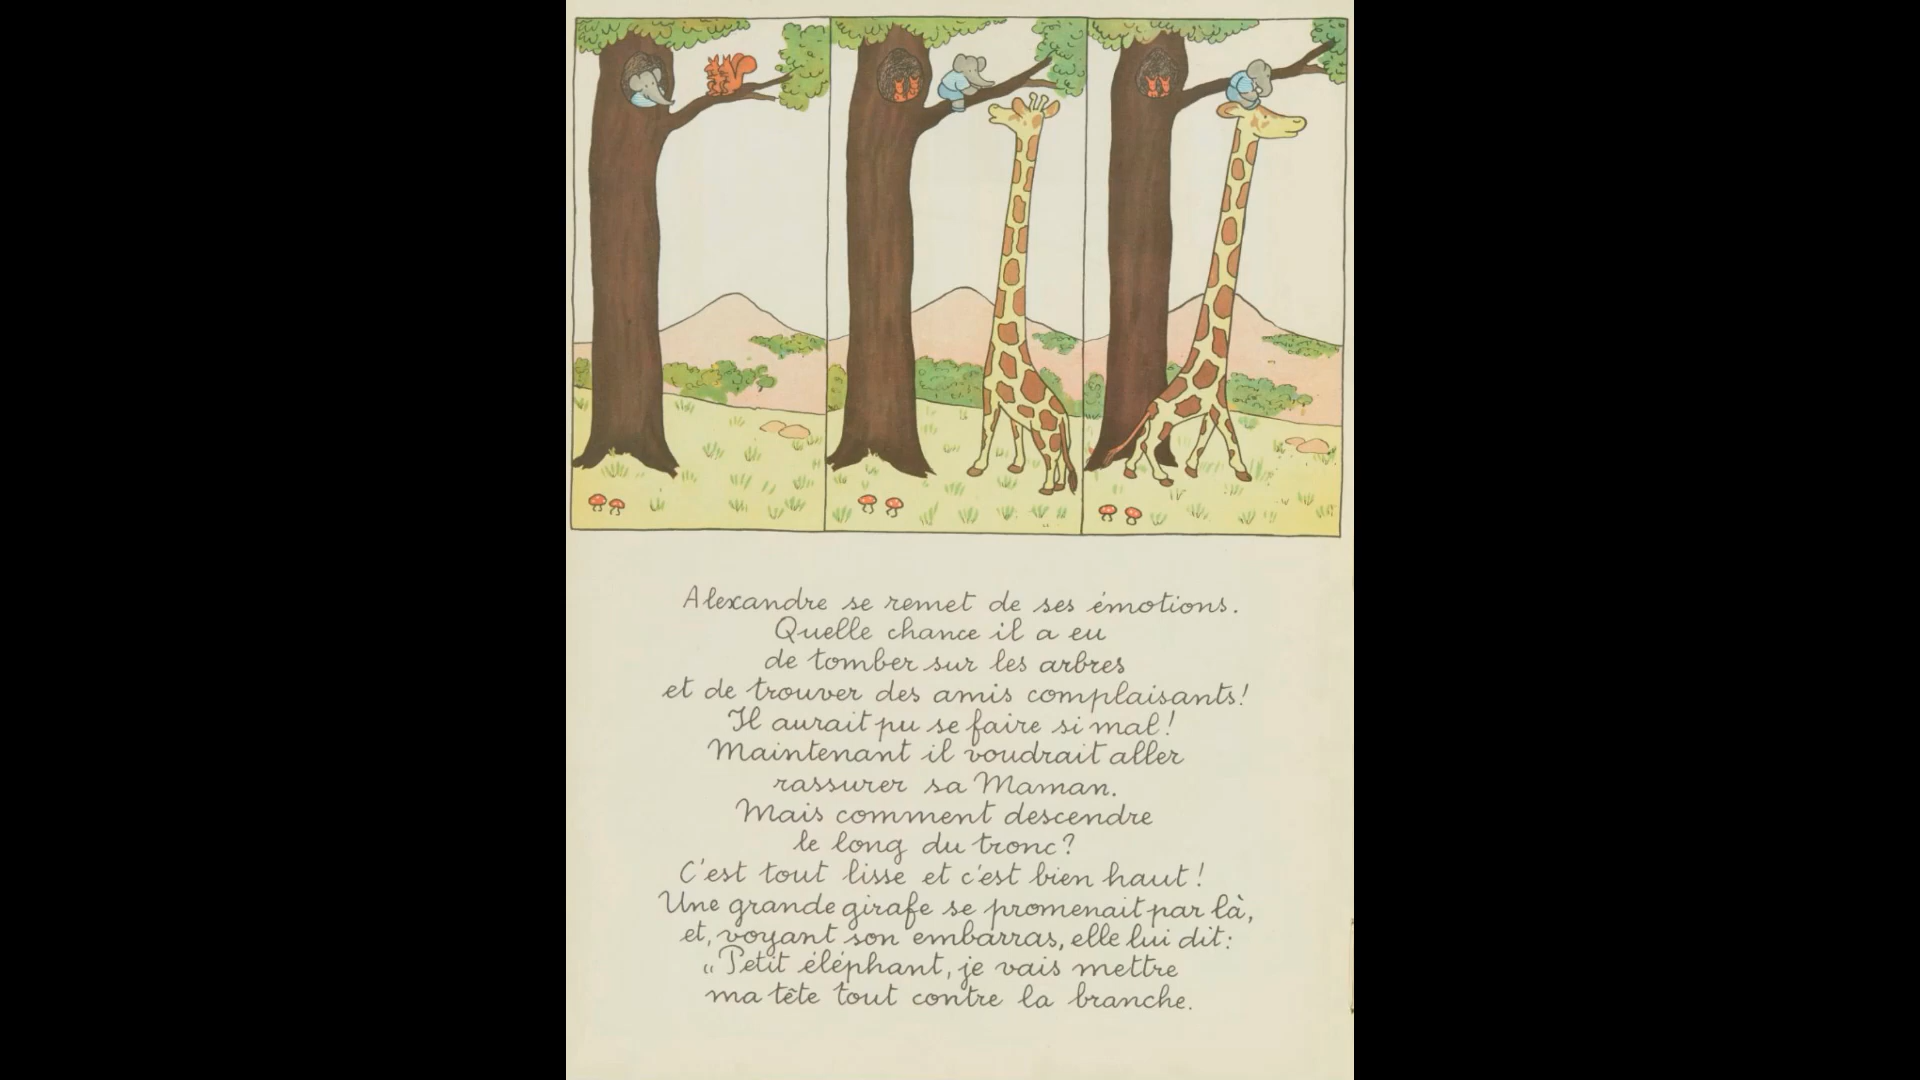 Alexandre se remet de ses émotions.
Quelle chance il a eu
de tomber sur les arbres
et de trouver des amis complaisants!
Il aurait pu se faire si mal!
Maintenant il voudrait aller
rassurer sa Maman.
Mais comment descendre
le long du tronc?
C'est tout lisse et c'est bien haut!
Une grande girafe se promenait par là,
et, voyant son embarras, elle lui dit:
"Petit éléphant, je vais mettre
ma tête tout contre la branche.